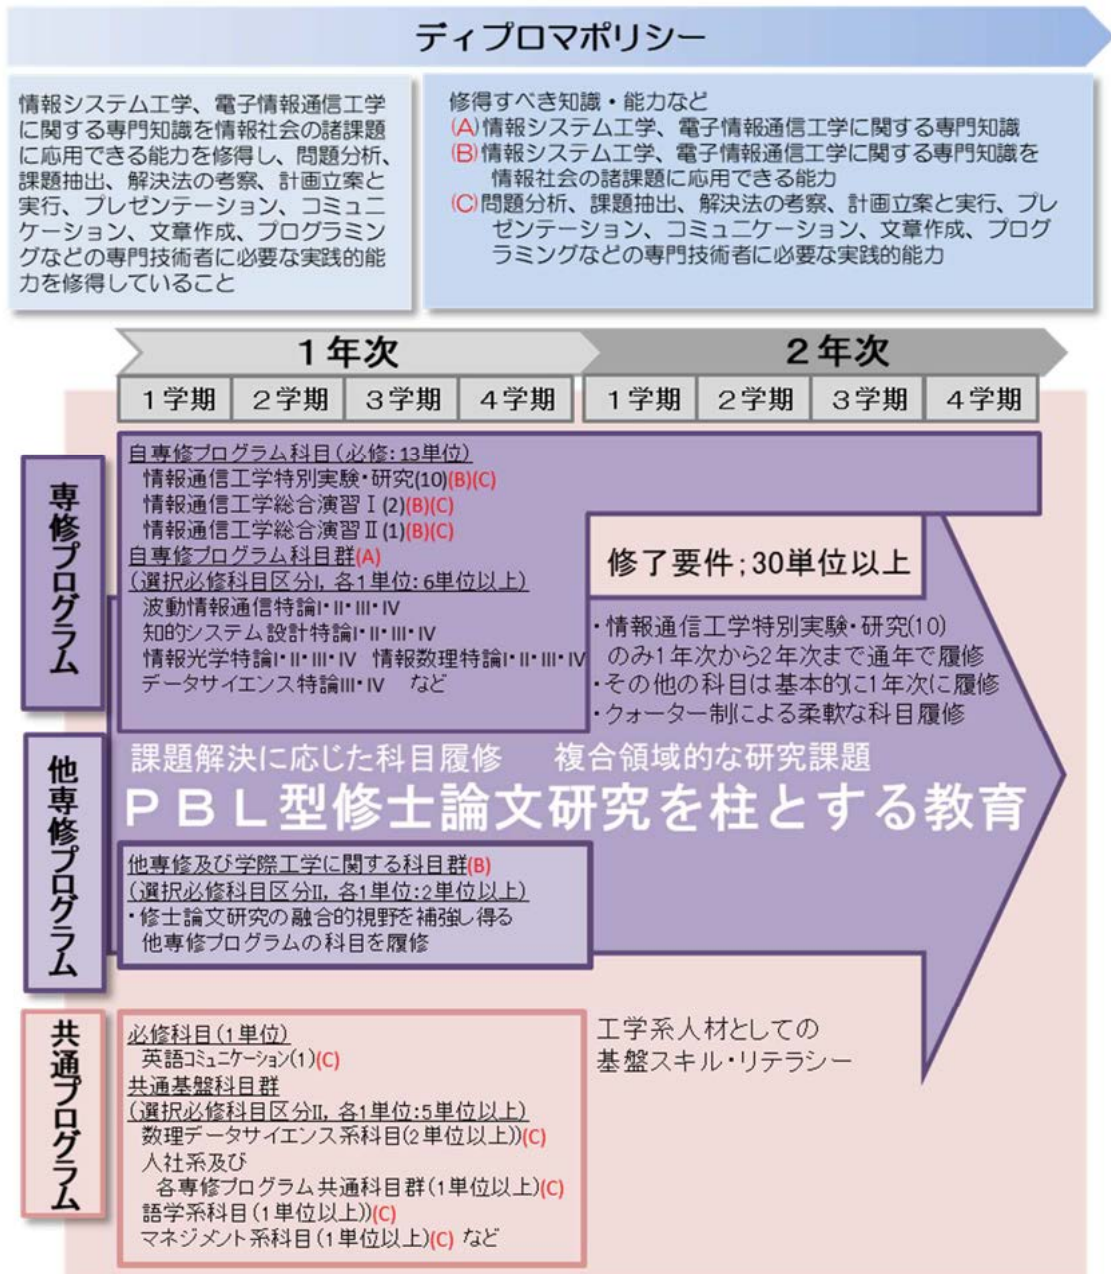 ディプロマポリシー
情報システム工学、電子情報通信工学
に関する専門知識を情報社会の諸課題
に応用できる能力を修得し、問題分析、
課題抽出、解決法の考察、計画立案と
実行、プレゼンテーション、コミュニ
ケーション、文章作成、プログラミン
グなどの専門技術者に必要な実践的能
力を修得していること
修得すべき知識・能力など
(A)情報システム工学、電子情報通信工学に関する専門知識
(B)情報システム工学、電子情報通信工学に関する専門知識を
情報社会の諸課題に応用できる能力
(C)問題分析、課題抽出、解決法の考察、計画立案と実行、プレ
ゼンテーション、コミュニケーション、文章作成、プログ
ラミングなどの専門技術者に必要な実践的能力
1年次
2年次
1学期 2学期 3学期 4学期 1学期 2学期 3学期 4学期
専修プログラム
自専修プログラム科目(必修:13単位)
情報通信工学特別実験・研究(10)(B)(C)
情報通信工学総合演習Ⅰ(2)(B)(C)
情報通信工学総合演習Ⅱ(1)(B)(C)
自専修プログラム科目群(A)
(選択必修科目区分I, 各1単位:6単位以上)
波動情報通信特論I・II・III・IV
知的システム設計特論I・II・III・IV
情報光学特論I・II・III・IV 情報数理特論I・II・III・IV
データサイエンス特論III・IV など
修了要件;30単位以上
・情報通信工学特別実験・研究(10)
のみ1年次から2年次まで通年で履修
・その他の科目は基本的に1年次に履修
・クォーター制による柔軟な科目履修
他専修プログラム
課題解決に応じた科目履修 複合領域的な研究課題
PBL型修士論文研究を柱とする教育
他専修及び学際工学に関する科目群(B)
(選択必修科目区分II, 各1単位:2単位以上)
・修士論文研究の融合的視野を補強し得る
他専修プログラムの科目を履修
共通プログラム
必修科目(1単位)
英語コミュニケーション(1)(C)
共通基盤科目群
(選択必修科目区分II, 各1単位:5単位以上)
数理データサイエンス系科目(2単位以上))(C)
人社系及び
各専修プログラム共通科目群(1単位以上)(C)
語学系科目(1単位以上))(C)
マネジメント系科目(1単位以上)(C) など
工学系人材としての
基盤スキル・リテラシー